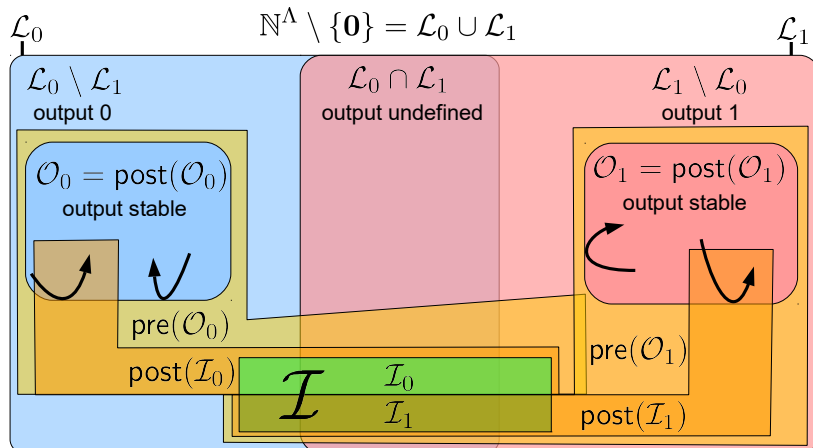 ℒ₀
ℕ^Λ \ {𝟎} = ℒ₀ ∪ ℒ₁
ℒ₁
ℒ₀ \ ℒ₁
output 0
ℒ₀ ∩ ℒ₁
output undefined
ℒ₁ \ ℒ₀
output 1
𝒪₀ = post(𝒪₀)
output stable
𝒪₁ = post(𝒪₁)
output stable
pre(𝒪₀)
pre(𝒪₁)
post(ℐ₀)
ℐ
ℐ₀
ℐ₁
post(ℐ₁)